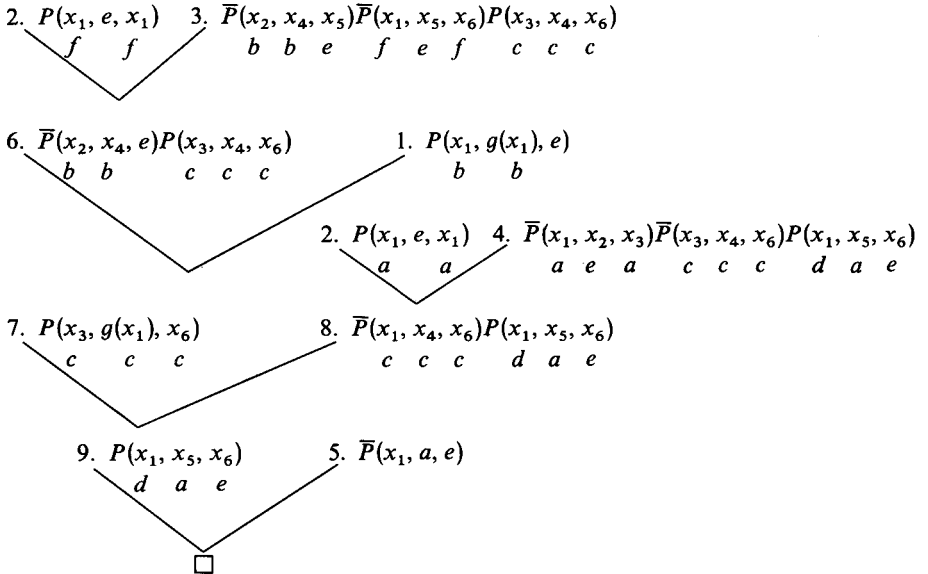 2. P(x₁, e, x₁) 3. P̅(x₂, x₄, x₅)P̅(x₁, x₅, x₆)P(x₃, x₄, x₆)
f f b b e f e f c c c
6. P̅(x₂, x₄, e)P(x₃, x₄, x₆) 1. P(x₁, g(x₁), e)
b b c c c b b
2. P(x₁, e, x₁) 4. P̅(x₁, x₂, x₃)P̅(x₃, x₄, x₆)P(x₁, x₅, x₆)
a a a e a c c c d a e
7. P(x₃, g(x₁), x₆) 8. P̅(x₁, x₄, x₆)P(x₁, x₅, x₆)
c c c c c c d a e
9. P(x₁, x₅, x₆) 5. P̅(x₁, a, e)
d a e
□